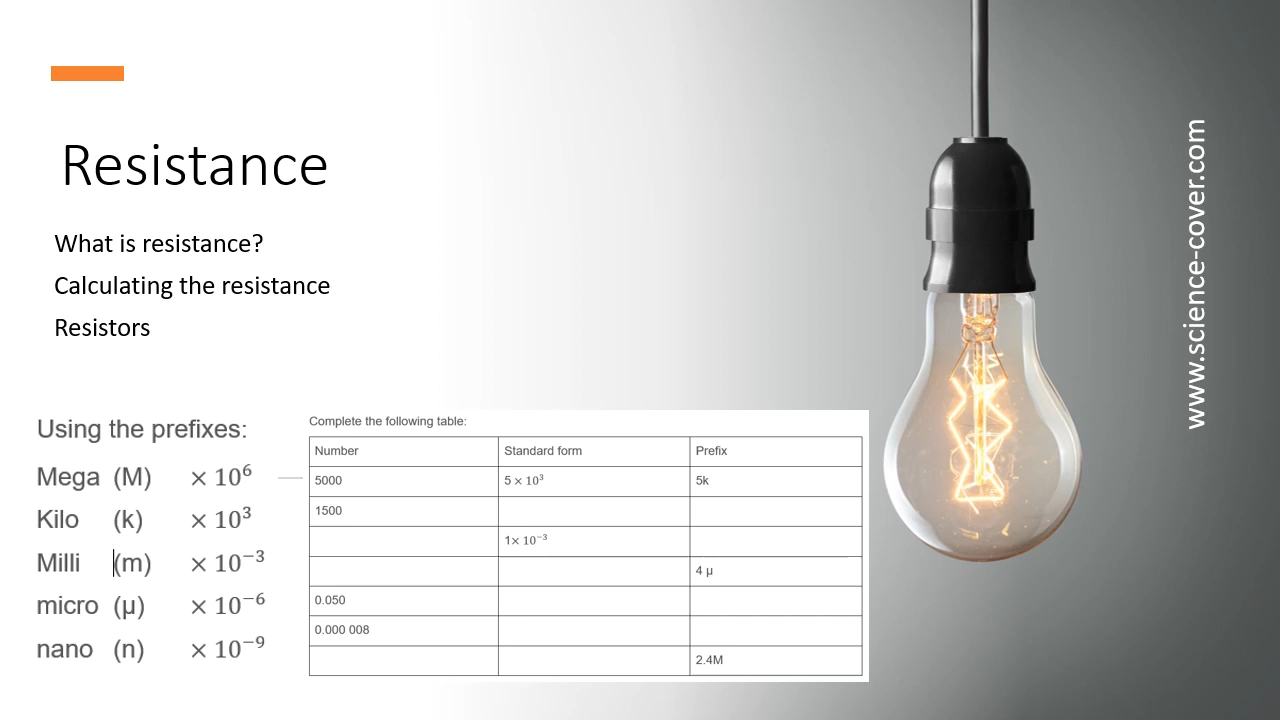 Resistance
What is resistance?
Calculating the resistance
Resistors
www.science-cover.com
Using the prefixes:
Mega (M) × 10⁶
Kilo (k) × 10³
Milli (m) × 10⁻³
micro (μ) × 10⁻⁶
nano (n) × 10⁻⁹
Complete the following table:
Number Standard form Prefix
5000 5 × 10³ 5k
1500
1× 10⁻³
4 μ
0.050
0.000 008
2.4M